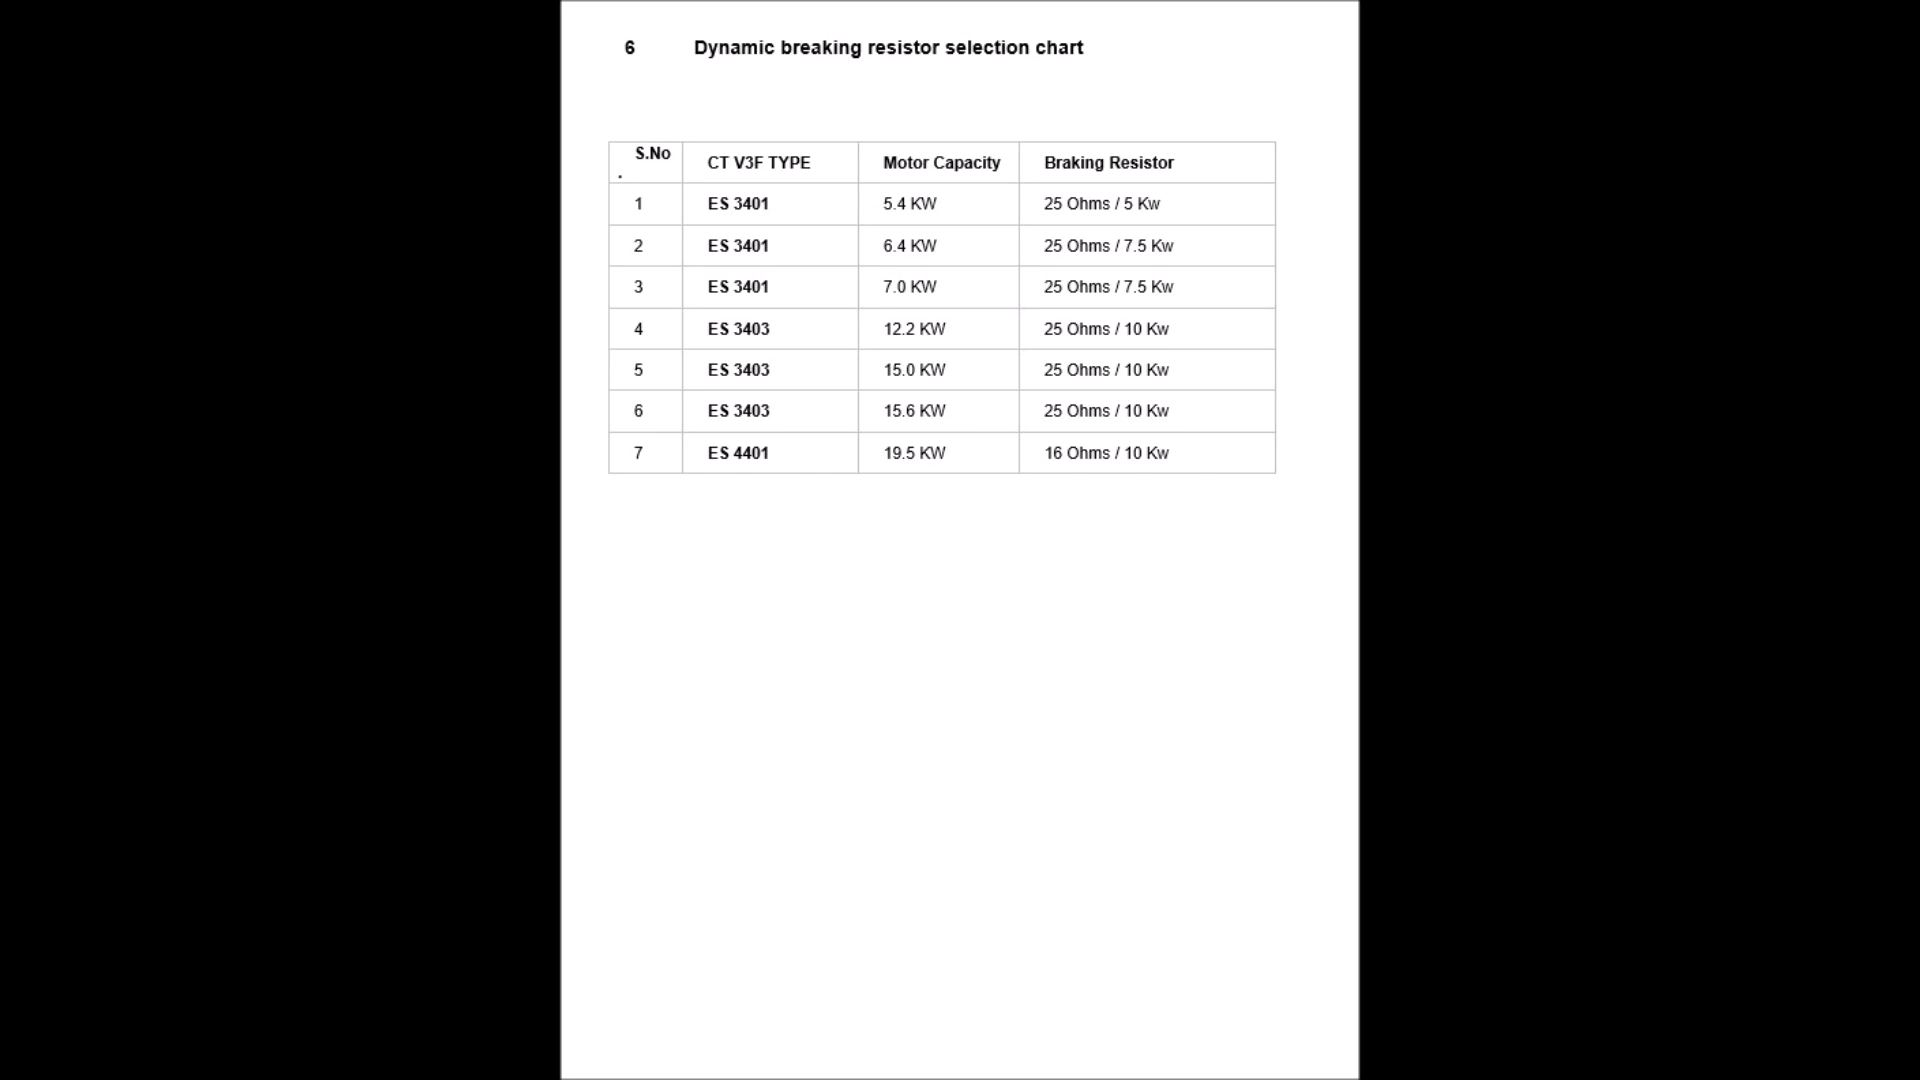 6 Dynamic breaking resistor selection chart
S.No
. CT V3F TYPE Motor Capacity Braking Resistor
1 ES 3401 5.4 KW 25 Ohms / 5 Kw
2 ES 3401 6.4 KW 25 Ohms / 7.5 Kw
3 ES 3401 7.0 KW 25 Ohms / 7.5 Kw
4 ES 3403 12.2 KW 25 Ohms / 10 Kw
5 ES 3403 15.0 KW 25 Ohms / 10 Kw
6 ES 3403 15.6 KW 25 Ohms / 10 Kw
7 ES 4401 19.5 KW 16 Ohms / 10 Kw